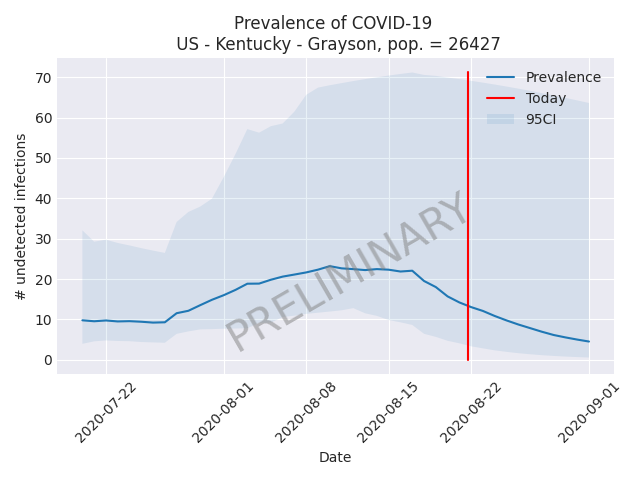 Prevalence of COVID-19
US - Kentucky - Grayson, pop. = 26427
# undetected infections
70
60
50
40
30
20
10
0
Prevalence
Today
95CI
PRELIMINARY
2020-07-22
2020-08-01
2020-08-08
2020-08-15
2020-08-22
2020-09-01
Date